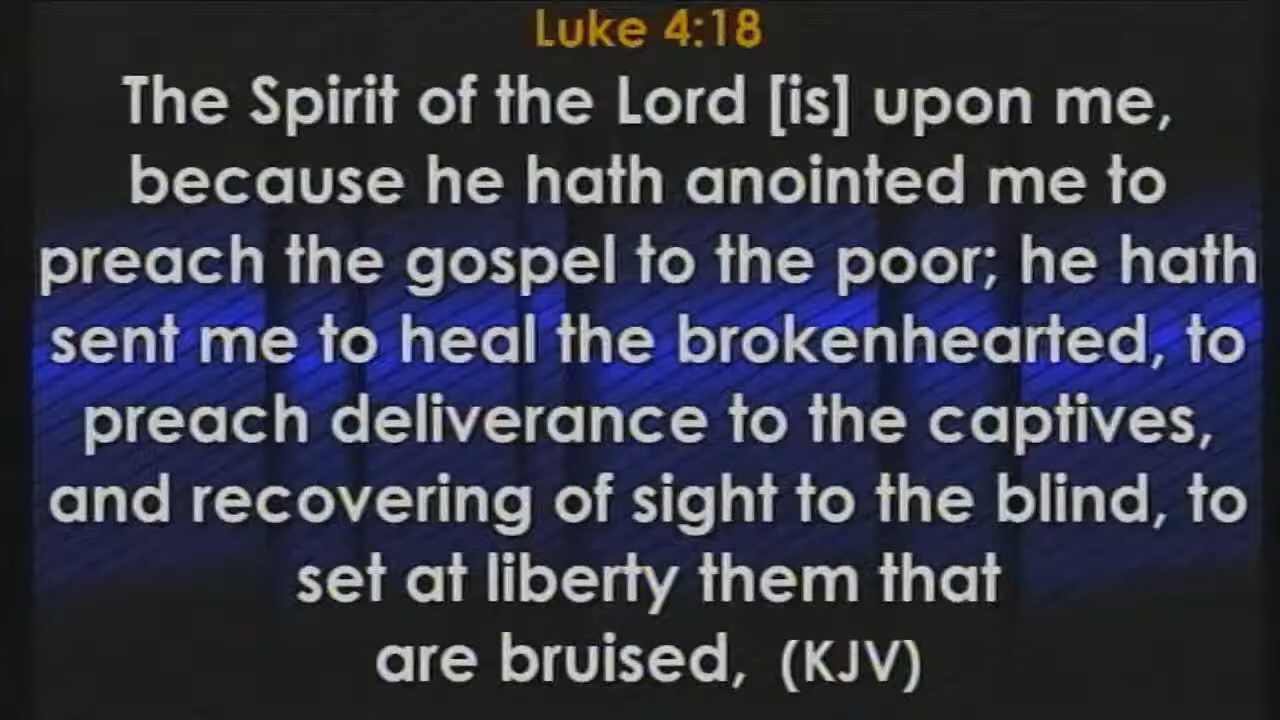 Luke 4:18
The Spirit of the Lord [is] upon me,
because he hath anointed me to
preach the gospel to the poor; he hath
sent me to heal the brokenhearted, to
preach deliverance to the captives,
and recovering of sight to the blind, to
set at liberty them that
are bruised, (KJV)